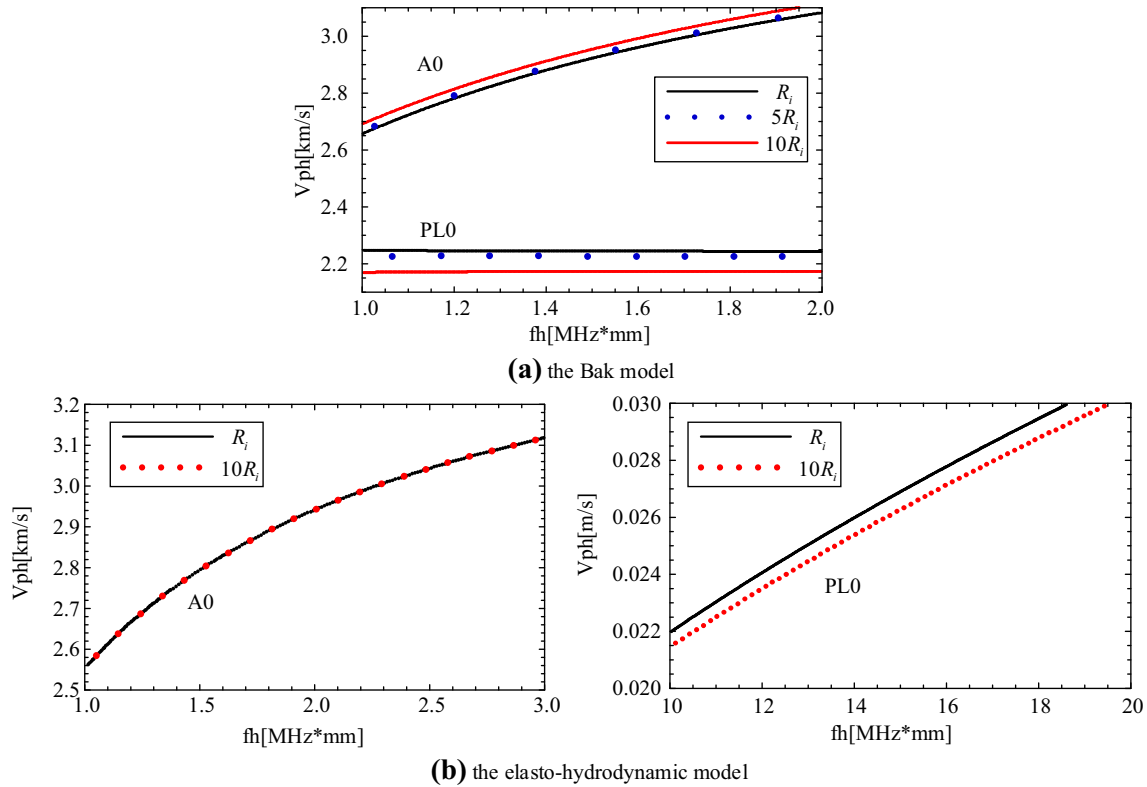 3.0
2.8
2.6
2.4
2.2
Vph[km/s]
A0
PL0
R_i
5R_i
10R_i
1.0 1.2 1.4 1.6 1.8 2.0
fh[MHz*mm]
(a) the Bak model
3.2
3.1
3.0
2.9
2.8
2.7
2.6
2.5
Vph[km/s]
R_i
10R_i
A0
1.0 1.5 2.0 2.5 3.0
fh[MHz*mm]
0.030
0.028
0.026
0.024
0.022
0.020
Vph[m/s]
R_i
10R_i
PL0
10 12 14 16 18 20
fh[MHz*mm]
(b) the elasto-hydrodynamic model